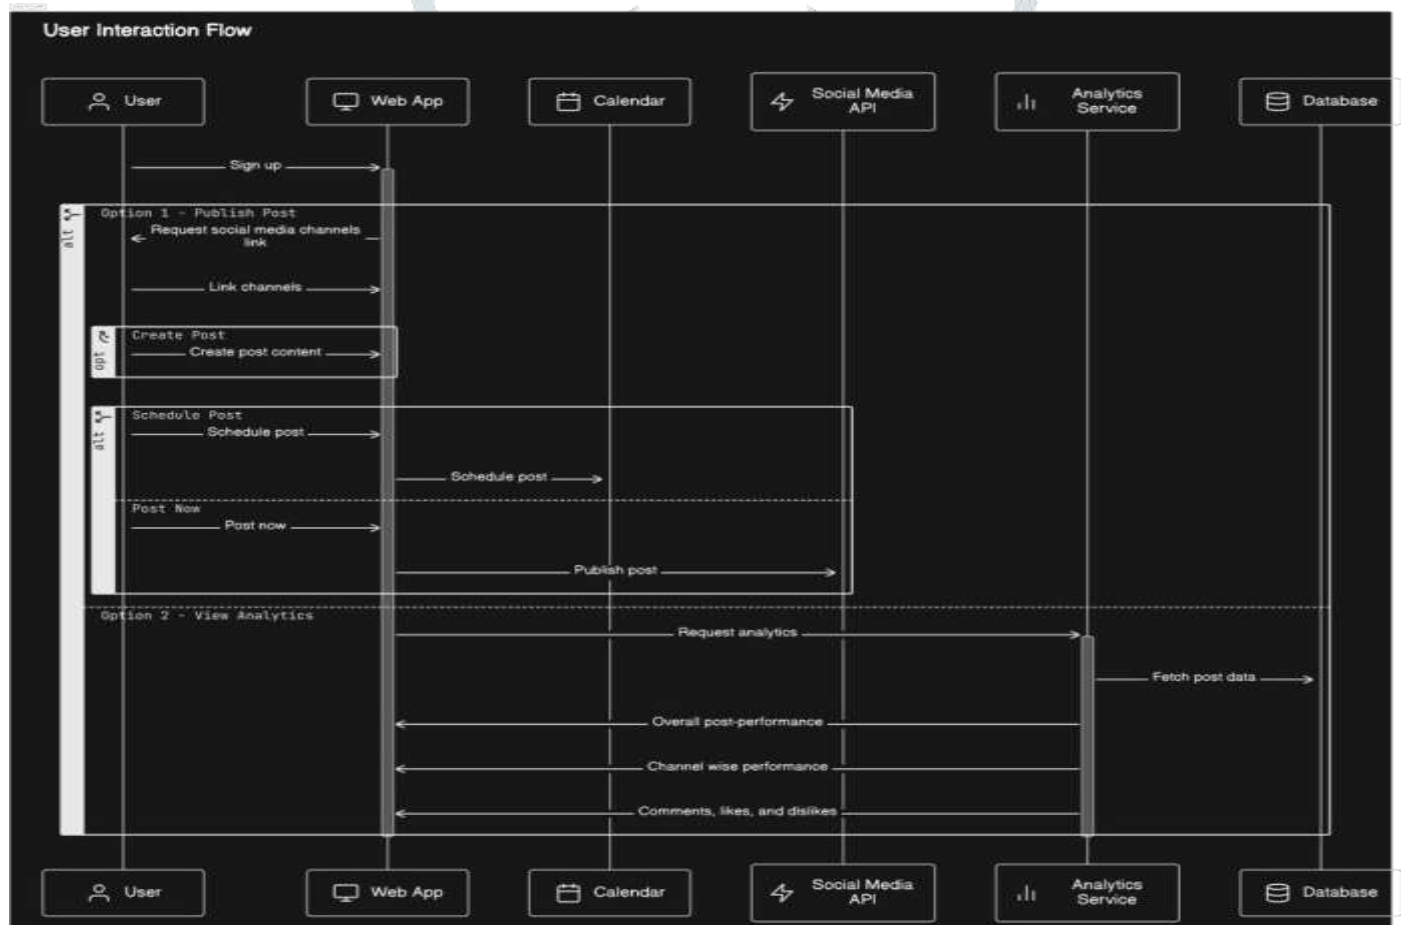 User Interaction Flow
User
Web App
Calendar
Social Media
API
Analytics
Service
Database
Sign up
alt
Option 1 - Publish Post
Request social media channels
link
Link channels
opt
Create Post
Create post content
alt
Schedule Post
Schedule post
Schedule post
Post Now
Post now
Publish post
Option 2 - View Analytics
Request analytics
Fetch post data
Overall post-performance
Channel wise performance
Comments, likes, and dislikes
User
Web App
Calendar
Social Media
API
Analytics
Service
Database